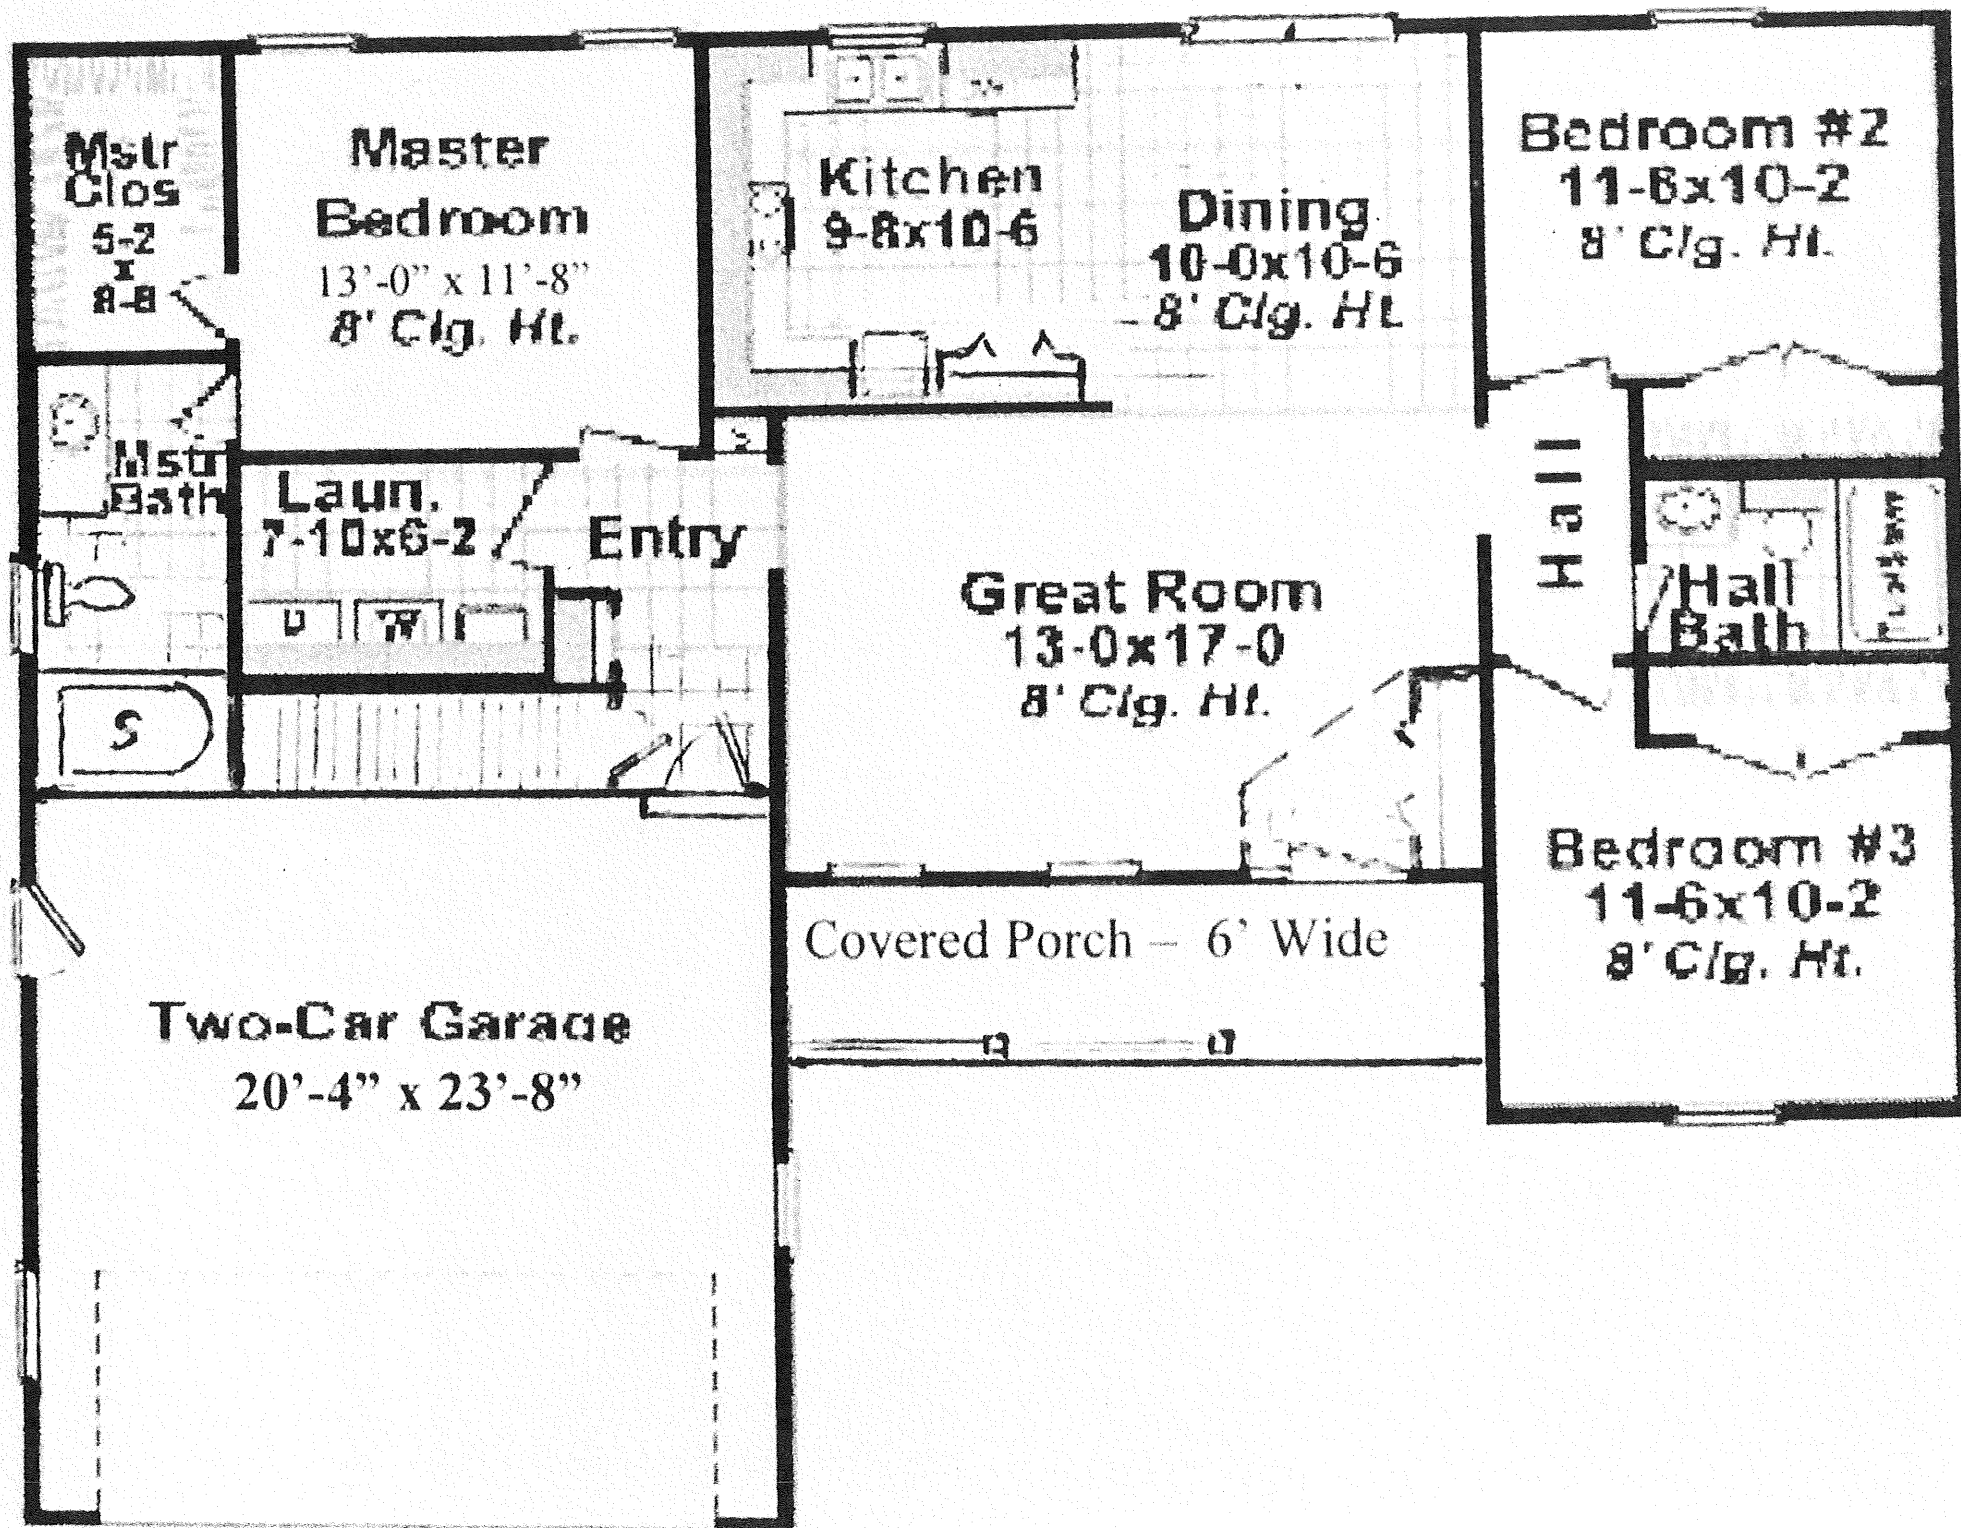 Mstr
Clos
5-2
x
8-8
Master
Bedroom
13'-0" x 11'-8"
8' Clg. Ht.
Kitchen
9-8x10-6
Dining
10-0x10-6
8' Clg. Ht.
Bedroom #2
11-6x10-2
8' Clg. Ht.
Mstr
Bath
Laun.
7-10x6-2
D
W
Entry
Hall
Great Room
13-0x17-0
8' Clg. Ht.
Hall
Bath
S
Bedroom #3
11-6x10-2
8' Clg. Ht.
Covered Porch – 6' Wide
Two-Car Garage
20'-4" x 23'-8"